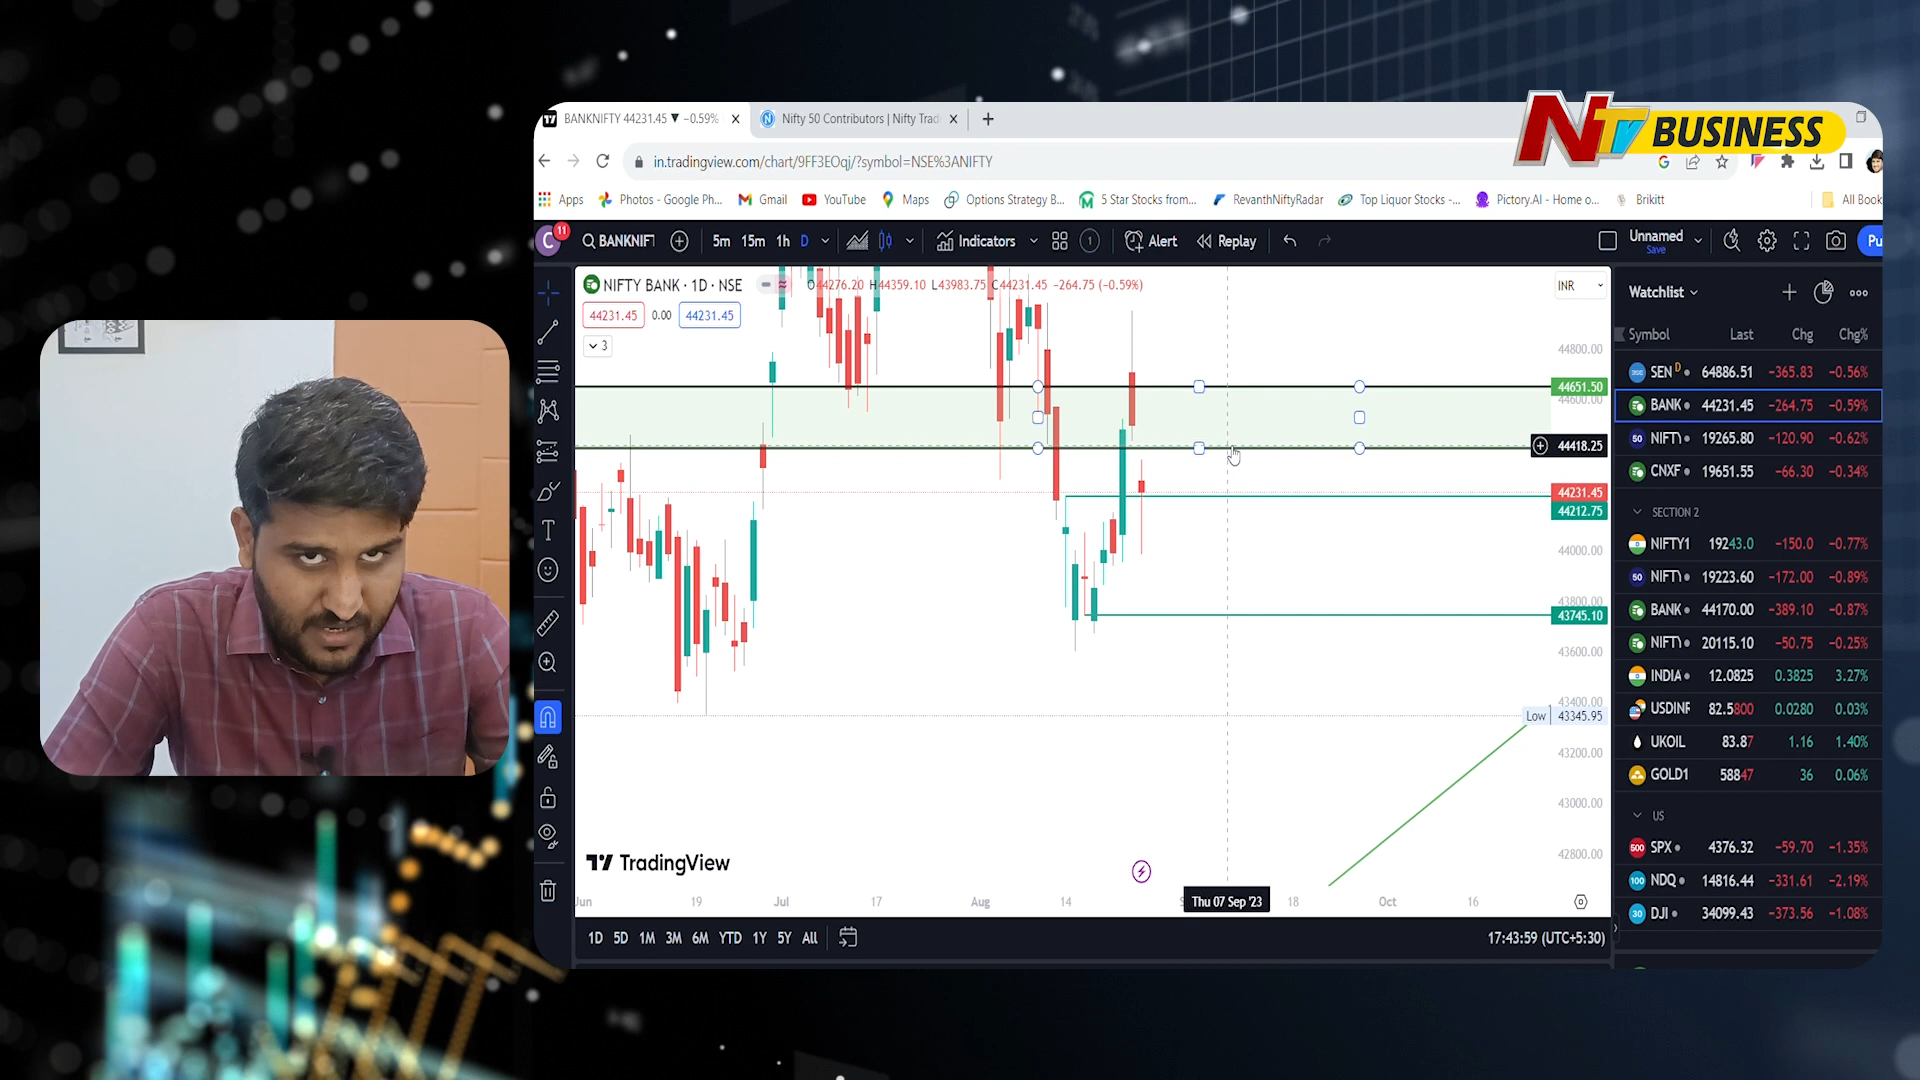 NTV BUSINESS
BANKNIFTY 44231.45 ▼ −0.59%
Nifty 50 Contributors | Nifty Trad
in.tradingview.com/chart/9FF3EOqj/?symbol=NSE%3ANIFTY
Apps Photos - Google Ph... Gmail YouTube Maps Options Strategy B... 5 Star Stocks from... RevanthNiftyRadar Top Liquor Stocks -... Pictory.AI - Home o... Brikitt All Book
C 11 BANKNIF 5m 15m 1h D Indicators 1 Alert Replay Unnamed Save Pu
NIFTY BANK · 1D · NSE O44276.20 H44359.10 L43983.75 C44231.45 −264.75 (−0.59%) INR
44231.45 0.00 44231.45
3
44800.00
44651.50
44600.00
44418.25
44231.45
44212.75
44000.00
43800.00
43745.10
43600.00
43400.00
Low 43345.95
43200.00
43000.00
42800.00
TradingView
Jun 19 Jul 17 Aug 14 Thu 07 Sep '23 18 Oct 16
1D 5D 1M 3M 6M YTD 1Y 5Y All 17:43:59 (UTC+5:30)
Watchlist
Symbol Last Chg Chg%
SEN D 64886.51 −365.83 −0.56%
BANK 44231.45 −264.75 −0.59%
50 NIFTY 19265.80 −120.90 −0.62%
CNXF 19651.55 −66.30 −0.34%
SECTION 2
NIFTY1 19243.0 −150.0 −0.77%
50 NIFTY 19223.60 −172.00 −0.89%
BANK 44170.00 −389.10 −0.87%
NIFTY 20115.10 −50.75 −0.25%
INDIA 12.0825 0.3825 3.27%
USDINR 82.5800 0.0280 0.03%
UKOIL 83.87 1.16 1.40%
GOLD1 58847 36 0.06%
US
500 SPX 4376.32 −59.70 −1.35%
100 NDQ 14816.44 −331.61 −2.19%
30 DJI 34099.43 −373.56 −1.08%